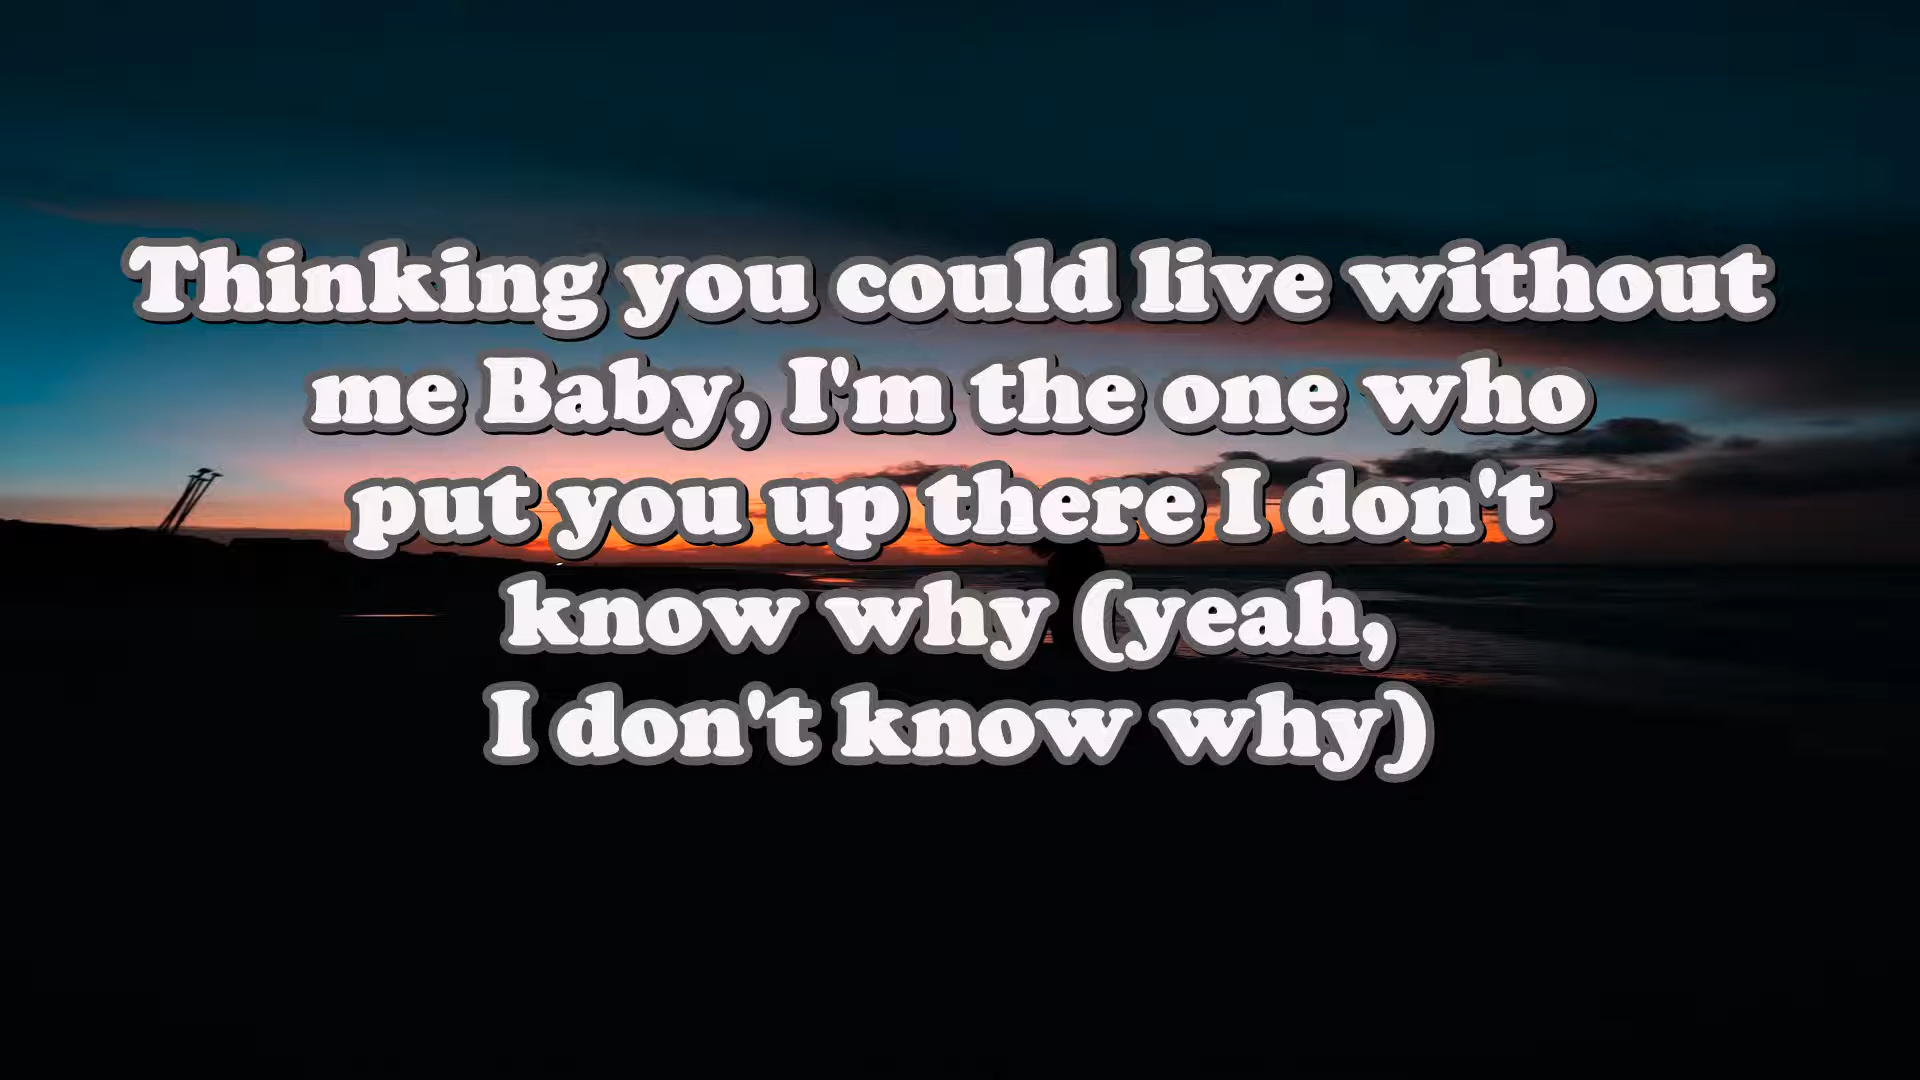 Thinking you could live without
me Baby, I'm the one who
put you up there I don't
know why (yeah,
I don't know why)